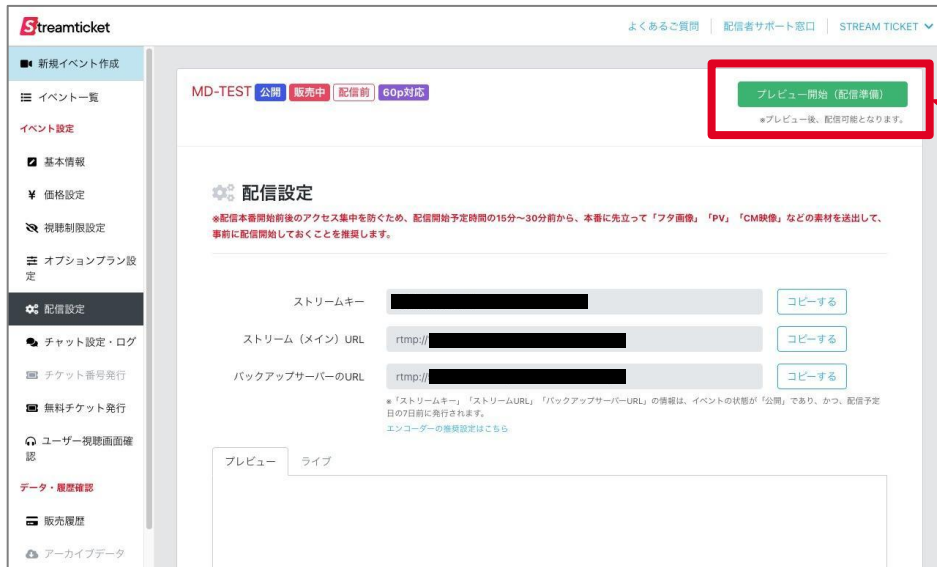 Streamticket
よくあるご質問
配信者サポート窓口
STREAM TICKET
新規イベント作成
イベント一覧
イベント設定
基本情報
価格設定
視聴制限設定
オプションプラン設
定
配信設定
チャット設定・ログ
チケット番号発行
無料チケット発行
ユーザー視聴画面確
認
データ・履歴確認
販売履歴
アーカイブデータ
MD-TEST 公開 販売中 配信前 60p対応
プレビュー開始（配信準備）
※プレビュー後、配信可能となります。
配信設定
※配信本番開始前後のアクセス集中を防ぐため、配信開始予定時間の15分〜30分前から、本番に先立って「フタ画像」「PV」「CM映像」などの素材を送出して、
事前に配信開始しておくことを推奨します。
ストリームキー
コピーする
ストリーム（メイン）URL
rtmp://
コピーする
バックアップサーバーのURL
rtmp://
コピーする
※「ストリームキー」「ストリームURL」「バックアップサーバーURL」の情報は、イベントの状態が「公開」であり、かつ、配信予定
日の7日前に発行されます。
エンコーダーの推奨設定はこちら
プレビュー
ライブ